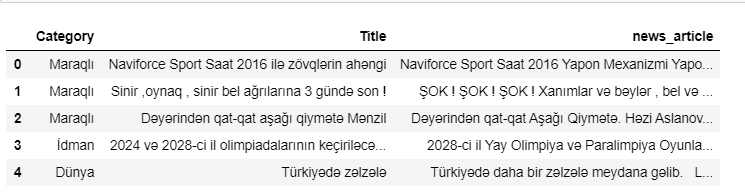 Category Title news_article
0 Maraqlı Naviforce Sport Saat 2016 ilə zövqlərin ahəngi Naviforce Sport Saat 2016 Yapon Mexanizmi Yapo...
1 Maraqlı Sinir ,oynaq , sinir bel ağrılarına 3 gündə son ! ŞOK ! ŞOK ! ŞOK ! Xanımlar və bəylər , bel və ...
2 Maraqlı Dəyərindən qat-qat aşağı qiymətə Mənzil Dəyərindən qat-qat Aşağı Qiymətə. Həzi Aslanov...
3 İdman 2024 və 2028-ci il olimpiadalarının keçiriləcə... 2028-ci il Yay Olimpiya və Paralimpiya Oyunla...
4 Dünya Türkiyədə zəlzələ Türkiyədə daha bir zəlzələ meydana gəlib. L...